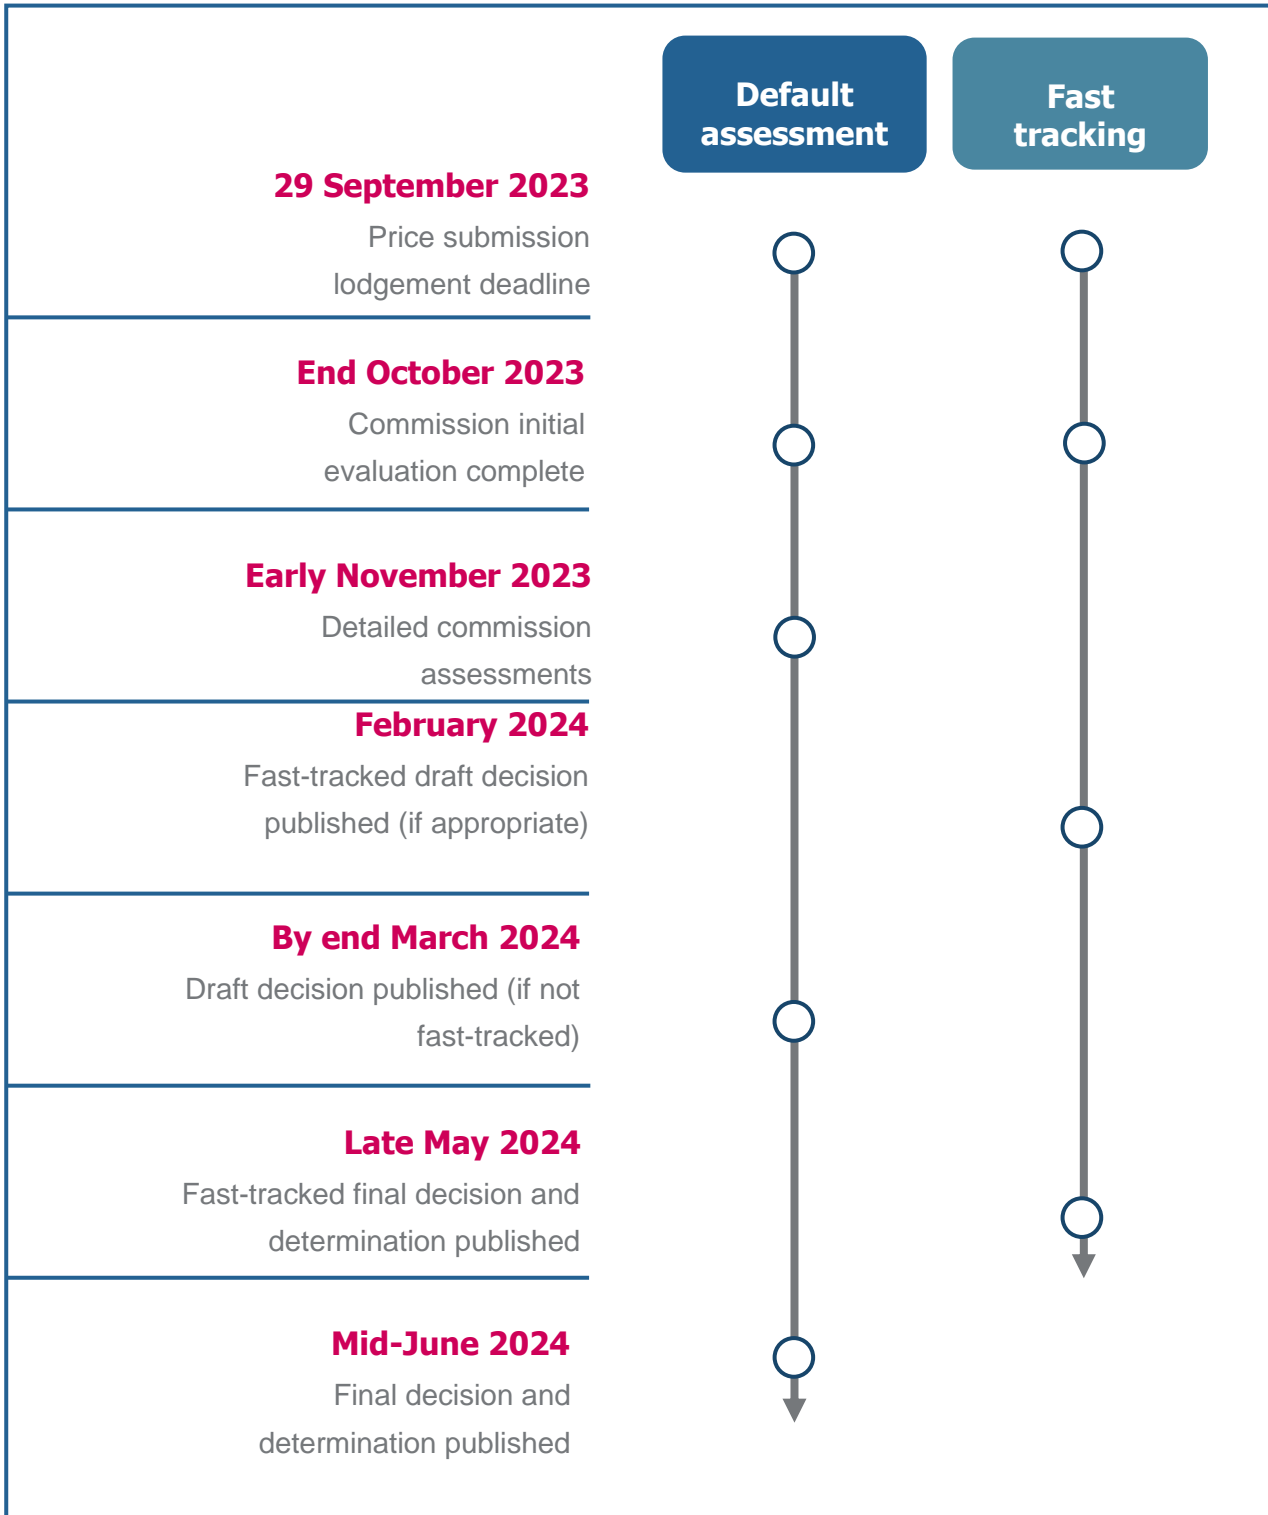 Default
assessment
Fast
tracking
29 September 2023
Price submission
lodgement deadline
End October 2023
Commission initial
evaluation complete
Early November 2023
Detailed commission
assessments
February 2024
Fast-tracked draft decision
published (if appropriate)
By end March 2024
Draft decision published (if not
fast-tracked)
Late May 2024
Fast-tracked final decision and
determination published
Mid-June 2024
Final decision and
determination published